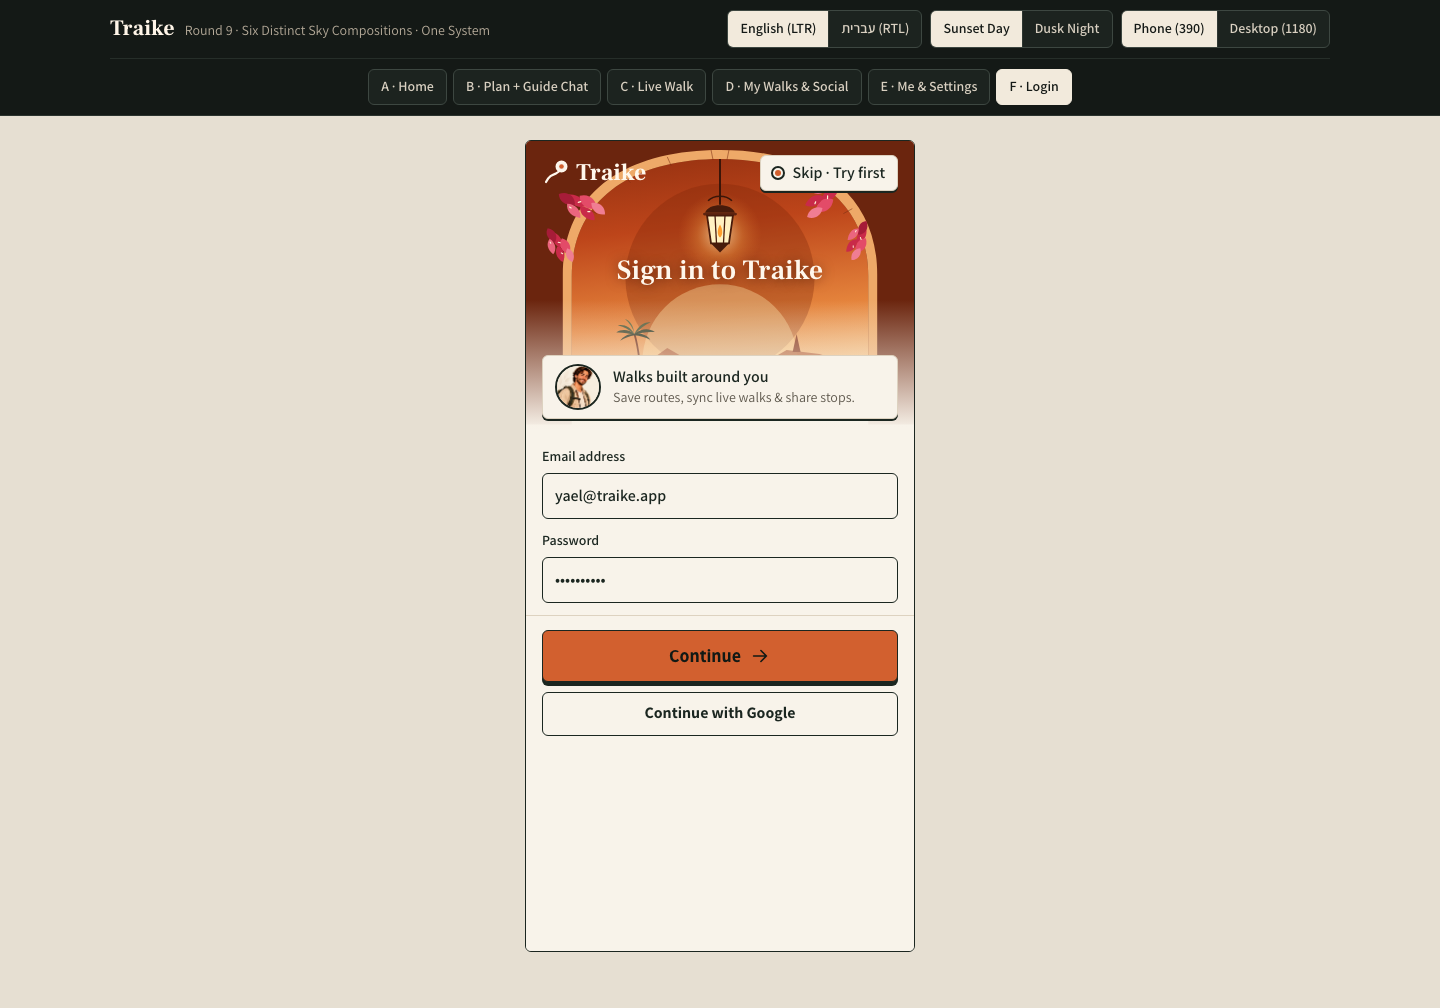 Traike Round 9 · Six Distinct Sky Compositions · One System
English (LTR) עברית (RTL) Sunset Day Dusk Night Phone (390) Desktop (1180)
A · Home B · Plan + Guide Chat C · Live Walk D · My Walks & Social E · Me & Settings F · Login
Traike
Skip · Try first
Sign in to Traike
Walks built around you
Save routes, sync live walks & share stops.
Email address
yael@traike.app
Password
••••••••••
Continue →
Continue with Google